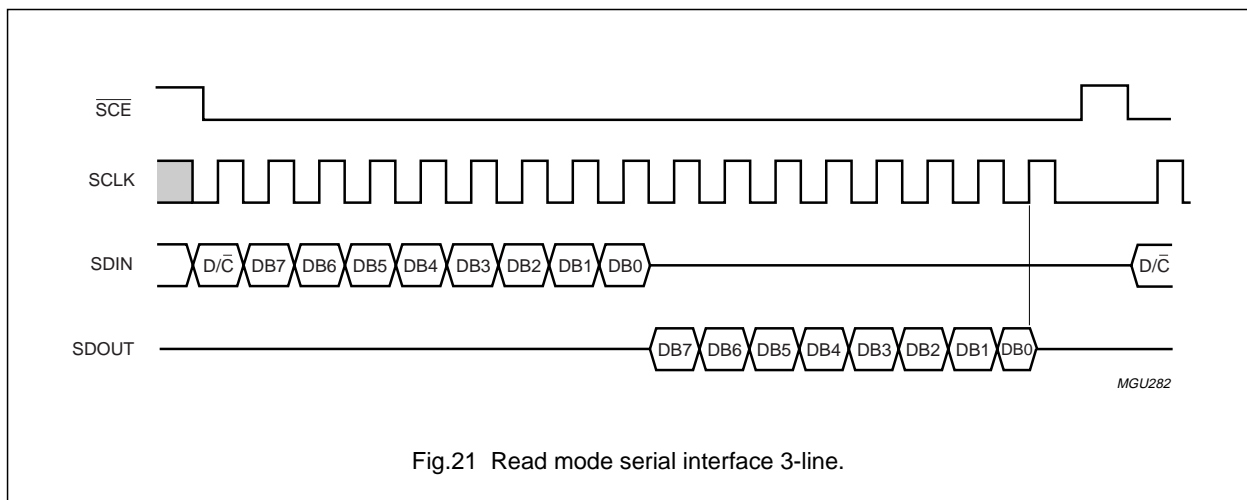 SCE
SCLK
SDIN D/C DB7 DB6 DB5 DB4 DB3 DB2 DB1 DB0 D/C
SDOUT DB7 DB6 DB5 DB4 DB3 DB2 DB1 DB0
MGU282
Fig.21 Read mode serial interface 3-line.